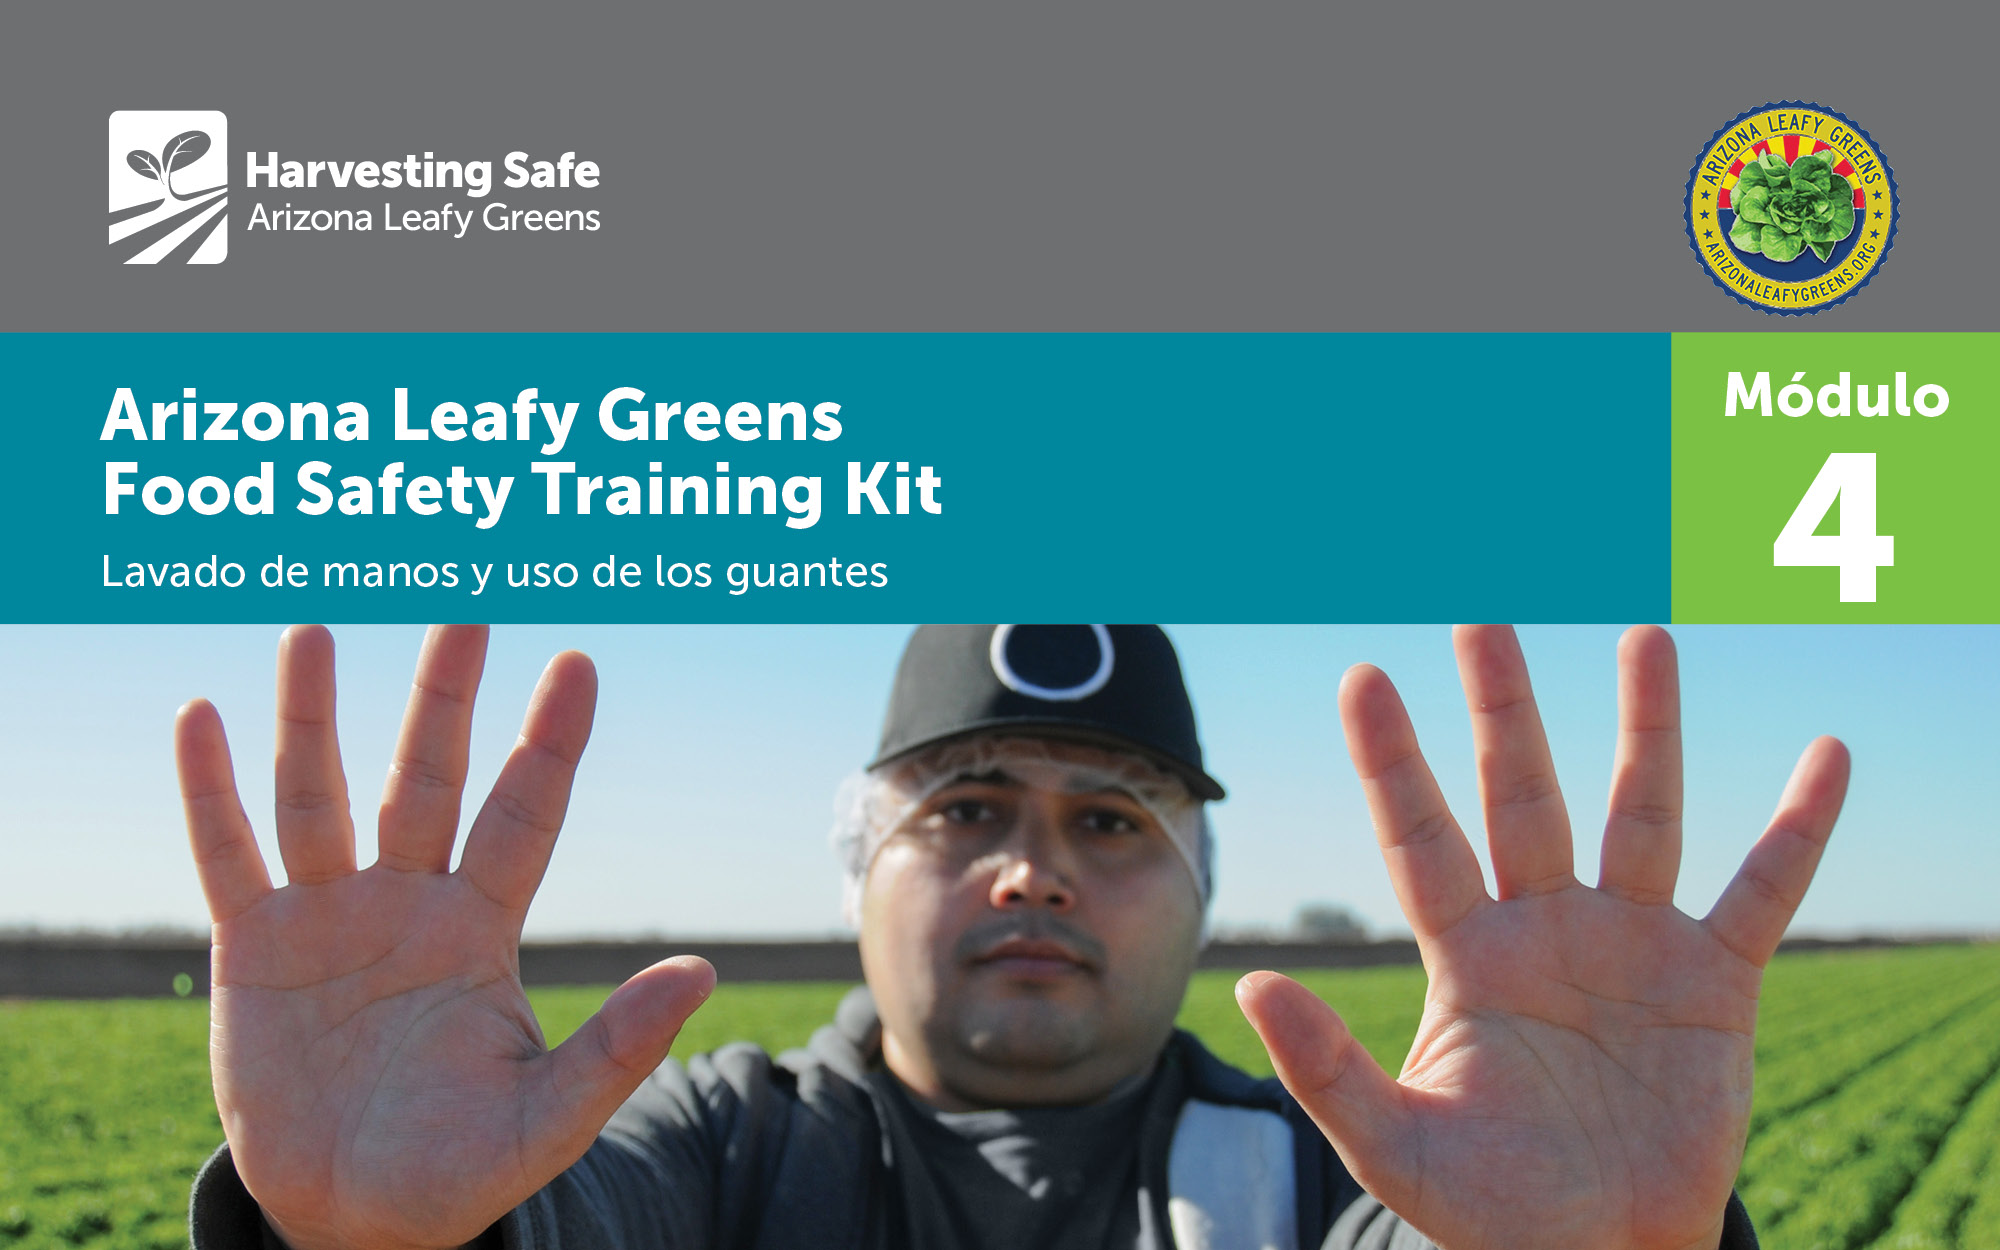 Harvesting Safe
Arizona Leafy Greens
ARIZONA LEAFY GREENS
ARIZONALEAFYGREENS.ORG
Arizona Leafy Greens
Food Safety Training Kit
Lavado de manos y uso de los guantes
Módulo
4